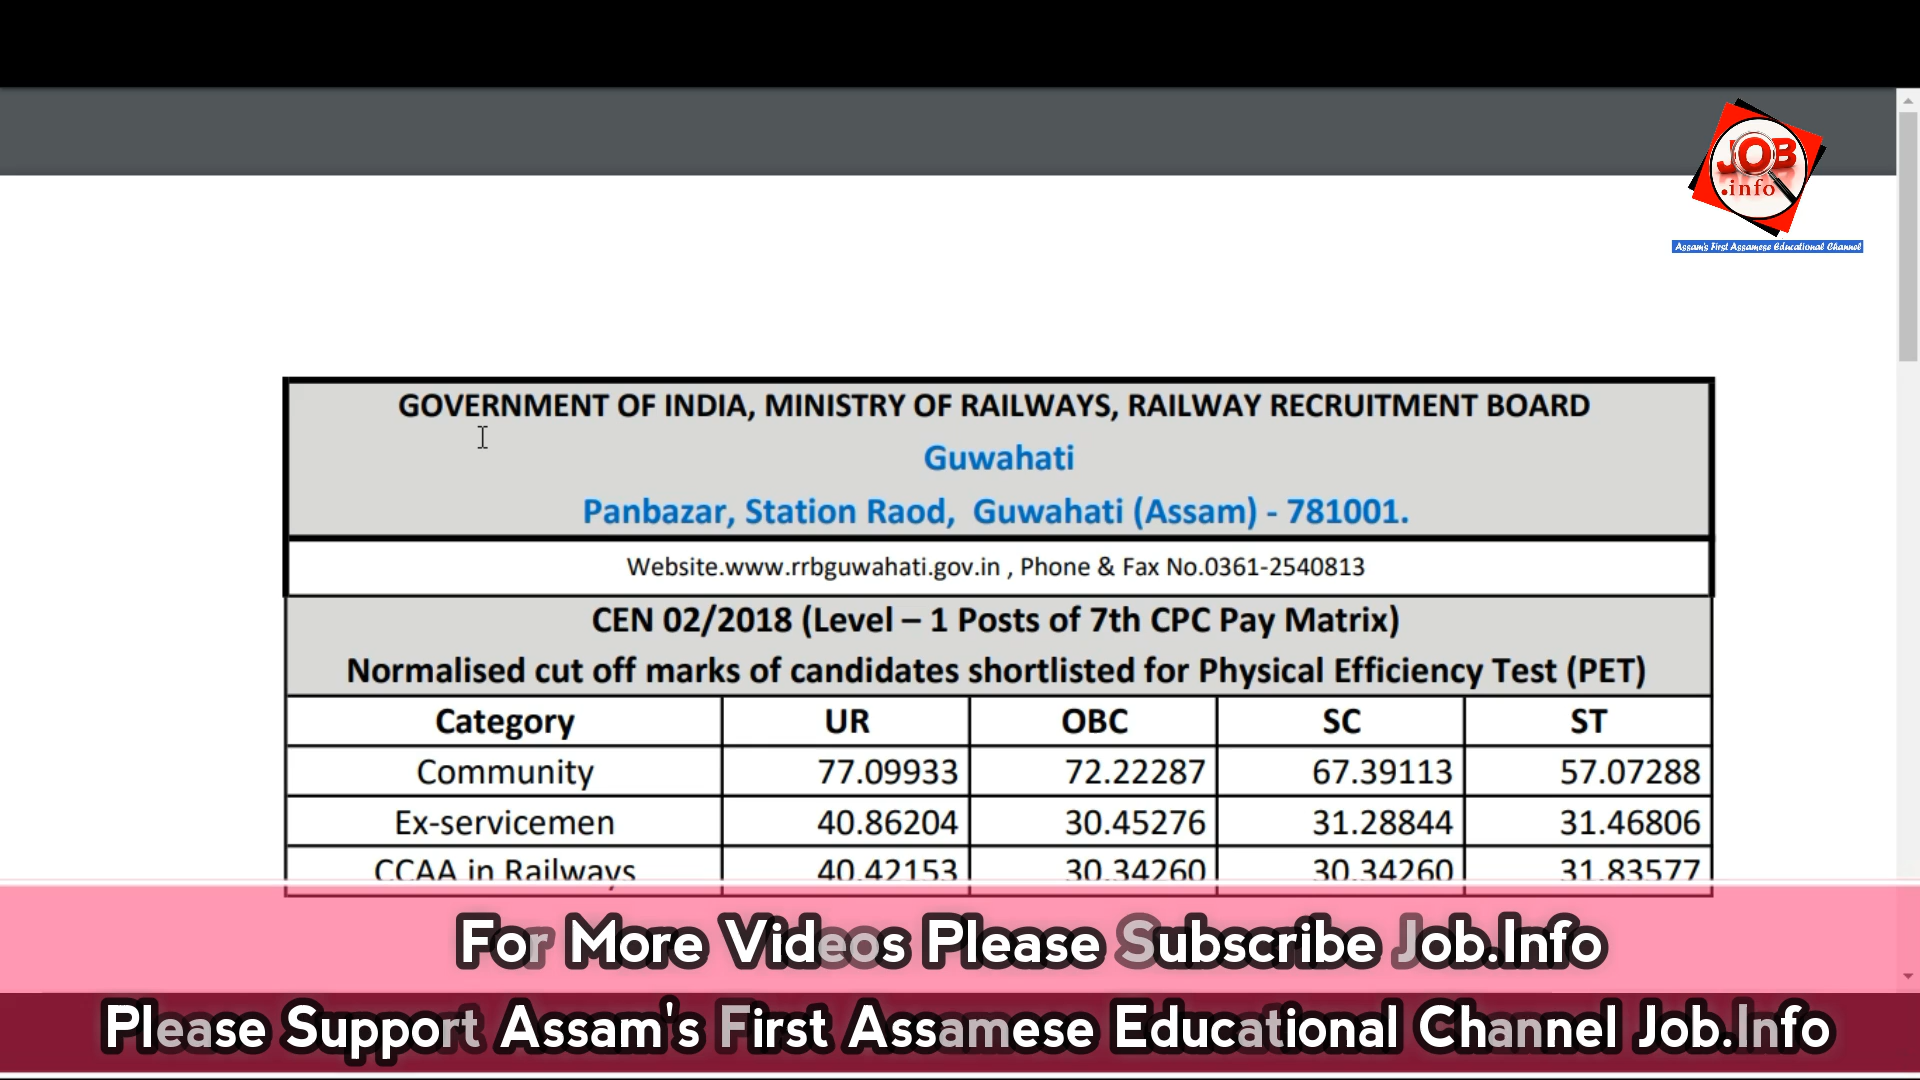 JOB
.info
Assam's First Assamese Educational Channel
GOVERNMENT OF INDIA, MINISTRY OF RAILWAYS, RAILWAY RECRUITMENT BOARD
Guwahati
Panbazar, Station Raod, Guwahati (Assam) - 781001.
Website.www.rrbguwahati.gov.in , Phone & Fax No.0361-2540813
CEN 02/2018 (Level – 1 Posts of 7th CPC Pay Matrix)
Normalised cut off marks of candidates shortlisted for Physical Efficiency Test (PET)
Category UR OBC SC ST
Community 77.09933 72.22287 67.39113 57.07288
Ex-servicemen 40.86204 30.45276 31.28844 31.46806
CCAA in Railways 40.42153 30.34260 30.34260 31.83577
For More Videos Please Subscribe Job.Info
Please Support Assam's First Assamese Educational Channel Job.Info